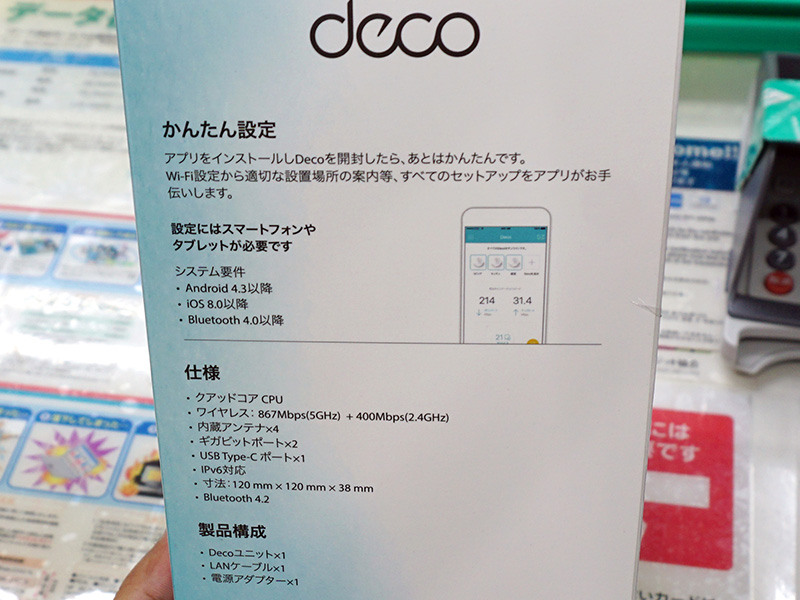 deco
データ
かんたん設定
アプリをインストールしDecoを開封したら、あとはかんたんです。
Wi-Fi設定から適切な設置場所の案内等、すべてのセットアップをアプリがお手
伝いします。
設定にはスマートフォンや
タブレットが必要です
システム要件
・ Android 4.3以降
・ iOS 8.0以降
・ Bluetooth 4.0以降
Deco
214
31.4
21
仕様
・ クアッドコア CPU
・ ワイヤレス： 867Mbps(5GHz) + 400Mbps(2.4GHz)
・ 内蔵アンテナ×4
・ ギガビットポート×2
・ USB Type-C ポート×1
・ IPv6対応
・ 寸法：120 mm × 120 mm × 38 mm
・ Bluetooth 4.2
製品構成
・ Decoユニット×1
・ LANケーブル×1
・ 電源アダプター×1
には
です